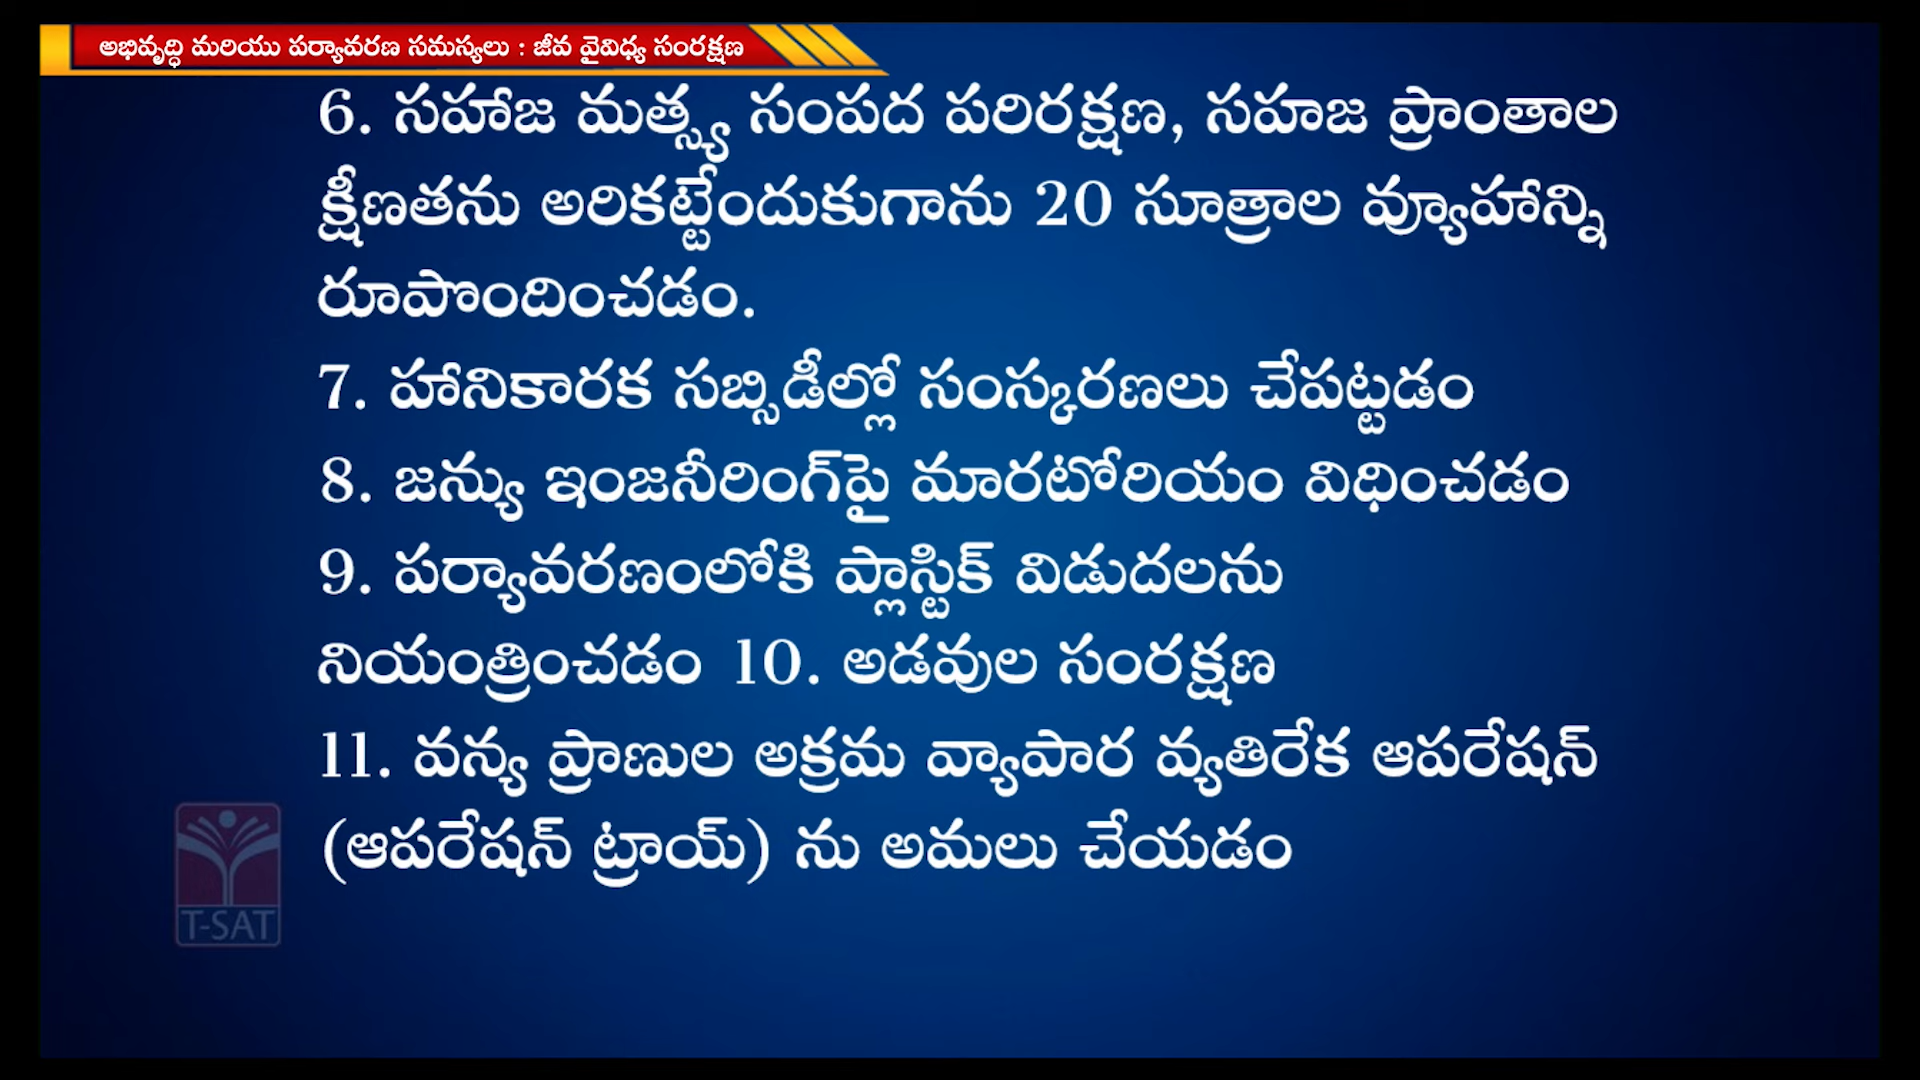 అభివృద్ధి మరియు పర్యావరణ సమస్యలు : జీవ వైవిధ్య సంరక్షణ
6. సహాజ మత్స్య సంపద పరిరక్షణ, సహజ ప్రాంతాల
క్షీణతను అరికట్టేందుకుగాను 20 సూత్రాల వ్యూహాన్ని
రూపొందించడం.
7. హానికారక సబ్సిడీల్లో సంస్కరణలు చేపట్టడం
8. జన్యు ఇంజనీరింగ్‌పై మారటోరియం విధించడం
9. పర్యావరణంలోకి ప్లాస్టిక్ విడుదలను
నియంత్రించడం 10. అడవుల సంరక్షణ
11. వన్య ప్రాణుల అక్రమ వ్యాపార వ్యతిరేక ఆపరేషన్
(ఆపరేషన్ ట్రాయ్) ను అమలు చేయడం
T-SAT